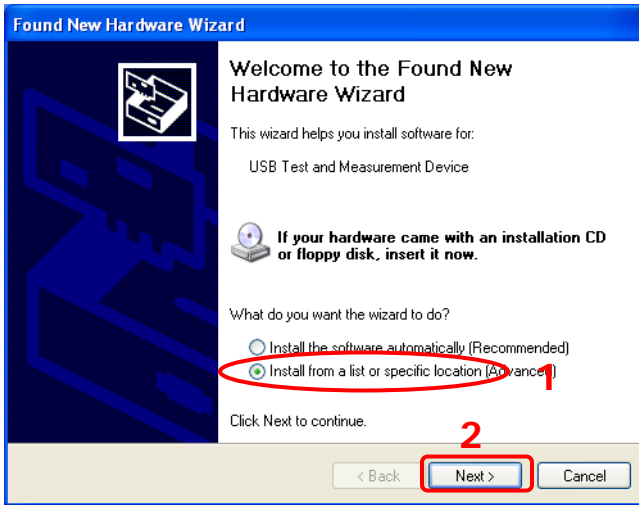 Found New Hardware Wizard
Welcome to the Found New
Hardware Wizard
This wizard helps you install software for:
USB Test and Measurement Device
If your hardware came with an installation CD
or floppy disk, insert it now.
What do you want the wizard to do?
Install the software automatically (Recommended)
Install from a list or specific location (Advanced)
1
Click Next to continue.
2
< Back
Next >
Cancel